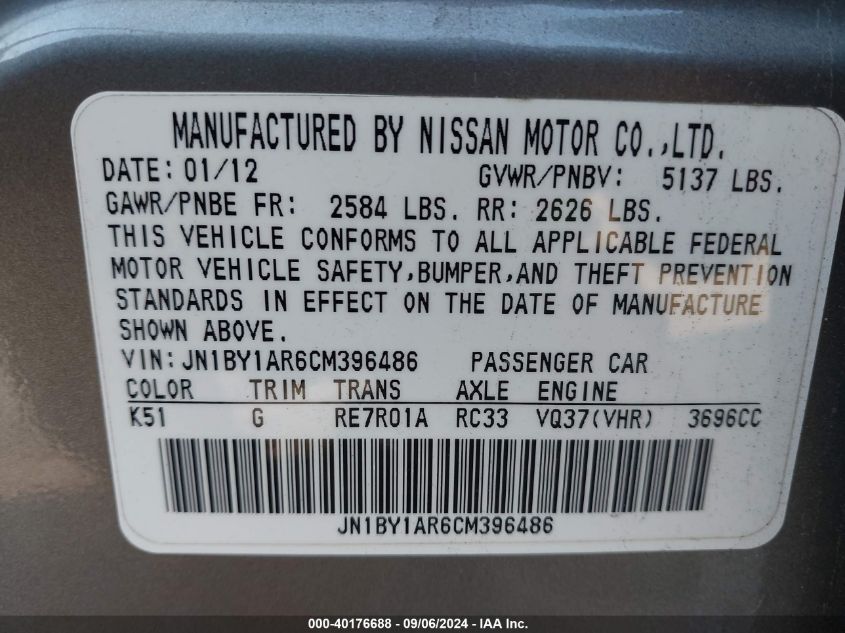 MANUFACTURED BY NISSAN MOTOR CO.,LTD.
DATE: 01/12 GVWR/PNBV: 5137 LBS.
GAWR/PNBE FR: 2584 LBS. RR: 2626 LBS.
THIS VEHICLE CONFORMS TO ALL APPLICABLE FEDERAL
MOTOR VEHICLE SAFETY,BUMPER,AND THEFT PREVENTION
STANDARDS IN EFFECT ON THE DATE OF MANUFACTURE
SHOWN ABOVE.
VIN: JN1BY1AR6CM396486 PASSENGER CAR
COLOR TRIM TRANS AXLE ENGINE
K51 G RE7R01A RC33 VQ37(VHR) 3696CC
JN1BY1AR6CM396486
000-40176688 - 09/06/2024 - iaai.com - Copyright IAA, Inc.